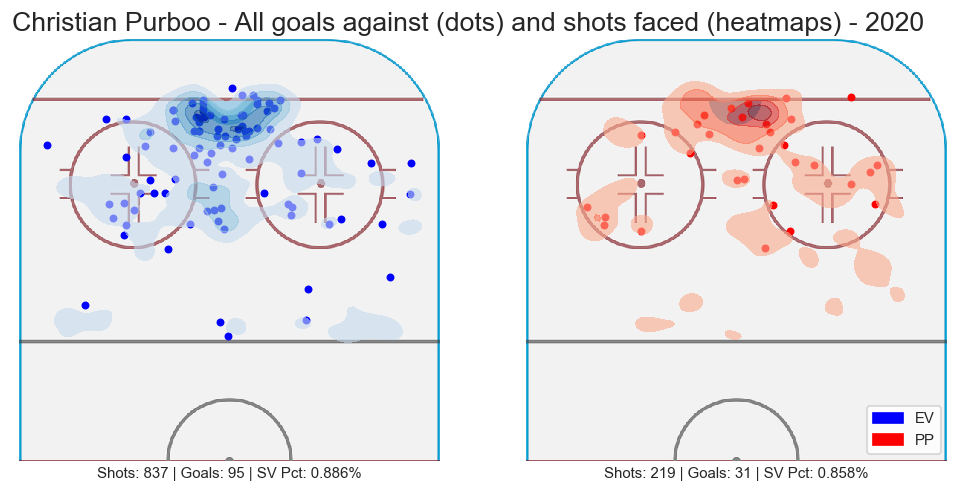 Christian Purboo - All goals against (dots) and shots faced (heatmaps) - 2020
EV
PP
Shots: 837 | Goals: 95 | SV Pct: 0.886%
Shots: 219 | Goals: 31 | SV Pct: 0.858%